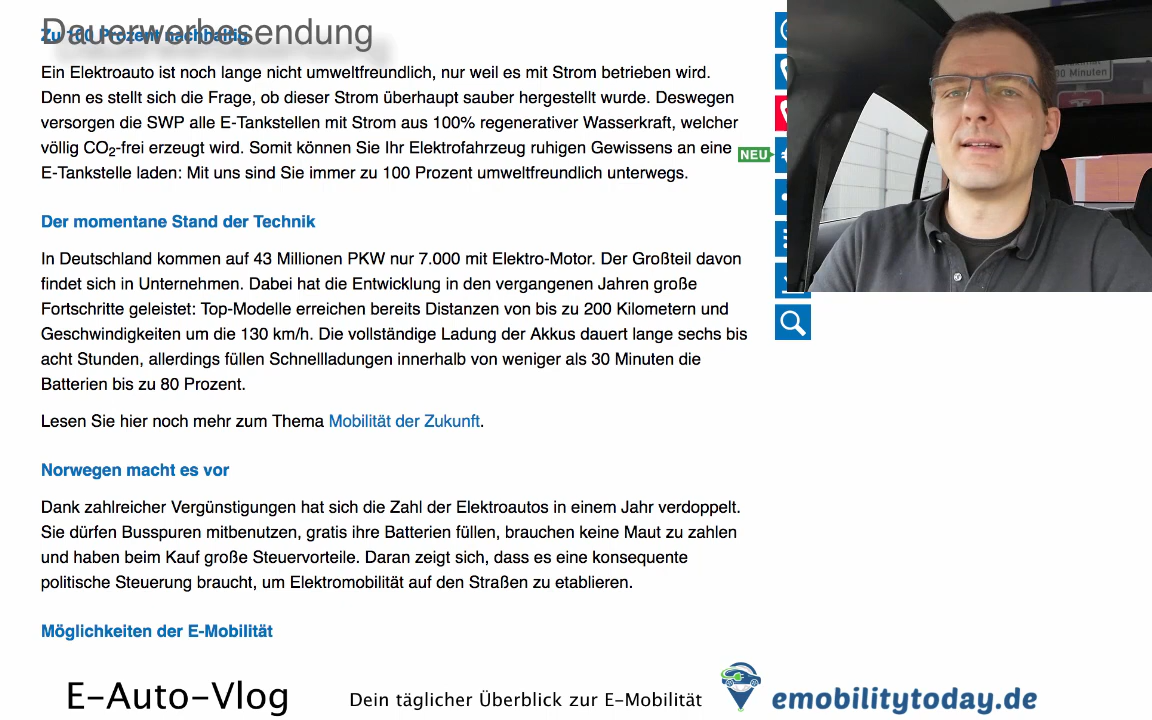 Dauerwerbesendung
Zu 100 Prozent nachhaltig
Ein Elektroauto ist noch lange nicht umweltfreundlich, nur weil es mit Strom betrieben wird.
Denn es stellt sich die Frage, ob dieser Strom überhaupt sauber hergestellt wurde. Deswegen
versorgen die SWP alle E-Tankstellen mit Strom aus 100% regenerativer Wasserkraft, welcher
völlig CO₂-frei erzeugt wird. Somit können Sie Ihr Elektrofahrzeug ruhigen Gewissens an eine
E-Tankstelle laden: Mit uns sind Sie immer zu 100 Prozent umweltfreundlich unterwegs.
NEU
Der momentane Stand der Technik
In Deutschland kommen auf 43 Millionen PKW nur 7.000 mit Elektro-Motor. Der Großteil davon
findet sich in Unternehmen. Dabei hat die Entwicklung in den vergangenen Jahren große
Fortschritte geleistet: Top-Modelle erreichen bereits Distanzen von bis zu 200 Kilometern und
Geschwindigkeiten um die 130 km/h. Die vollständige Ladung der Akkus dauert lange sechs bis
acht Stunden, allerdings füllen Schnellladungen innerhalb von weniger als 30 Minuten die
Batterien bis zu 80 Prozent.
Lesen Sie hier noch mehr zum Thema Mobilität der Zukunft.
Norwegen macht es vor
Dank zahlreicher Vergünstigungen hat sich die Zahl der Elektroautos in einem Jahr verdoppelt.
Sie dürfen Busspuren mitbenutzen, gratis ihre Batterien füllen, brauchen keine Maut zu zahlen
und haben beim Kauf große Steuervorteile. Daran zeigt sich, dass es eine konsequente
politische Steuerung braucht, um Elektromobilität auf den Straßen zu etablieren.
Möglichkeiten der E-Mobilität
E-Auto-Vlog
Dein täglicher Überblick zur E-Mobilität
emobilitytoday.de